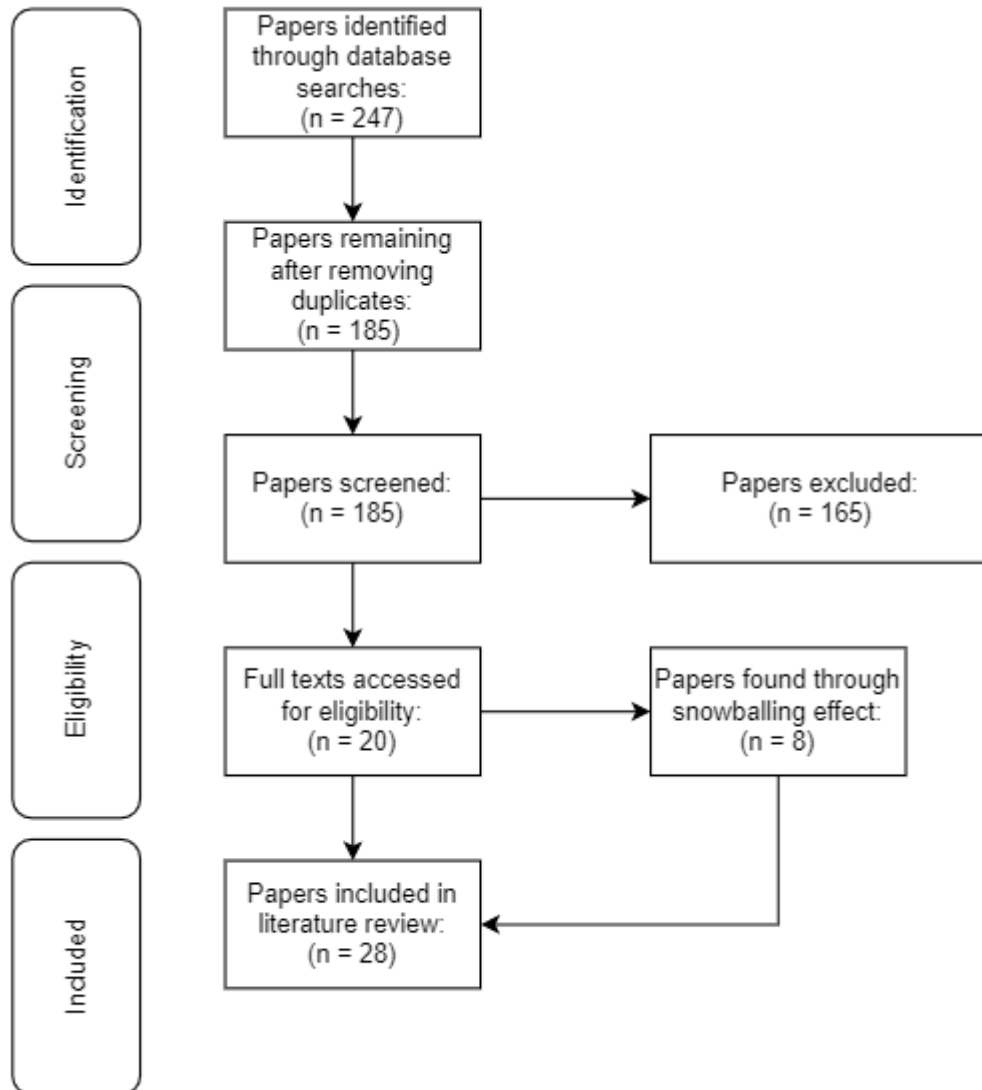 Identification
Papers identified
through database
searches:
(n = 247)
Papers remaining
after removing
duplicates:
(n = 185)
Screening
Papers screened:
(n = 185)
Papers excluded:
(n = 165)
Eligibility
Full texts accessed
for eligibility:
(n = 20)
Papers found through
snowballing effect:
(n = 8)
Included
Papers included in
literature review:
(n = 28)